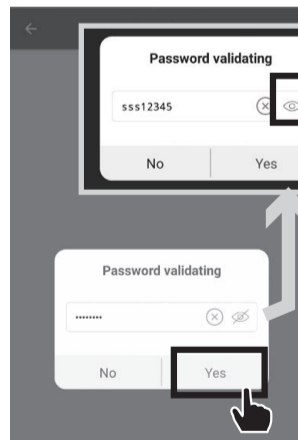 Password validating
sss12345
No Yes
Password validating
••••••••
No Yes